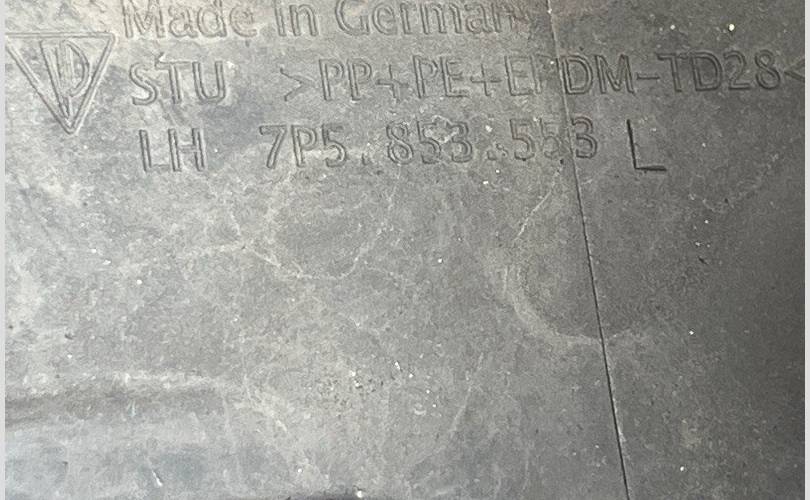 Made in Germany
STU >PP+PE+EPDM-TD28<
LH 7P5.853.553 L